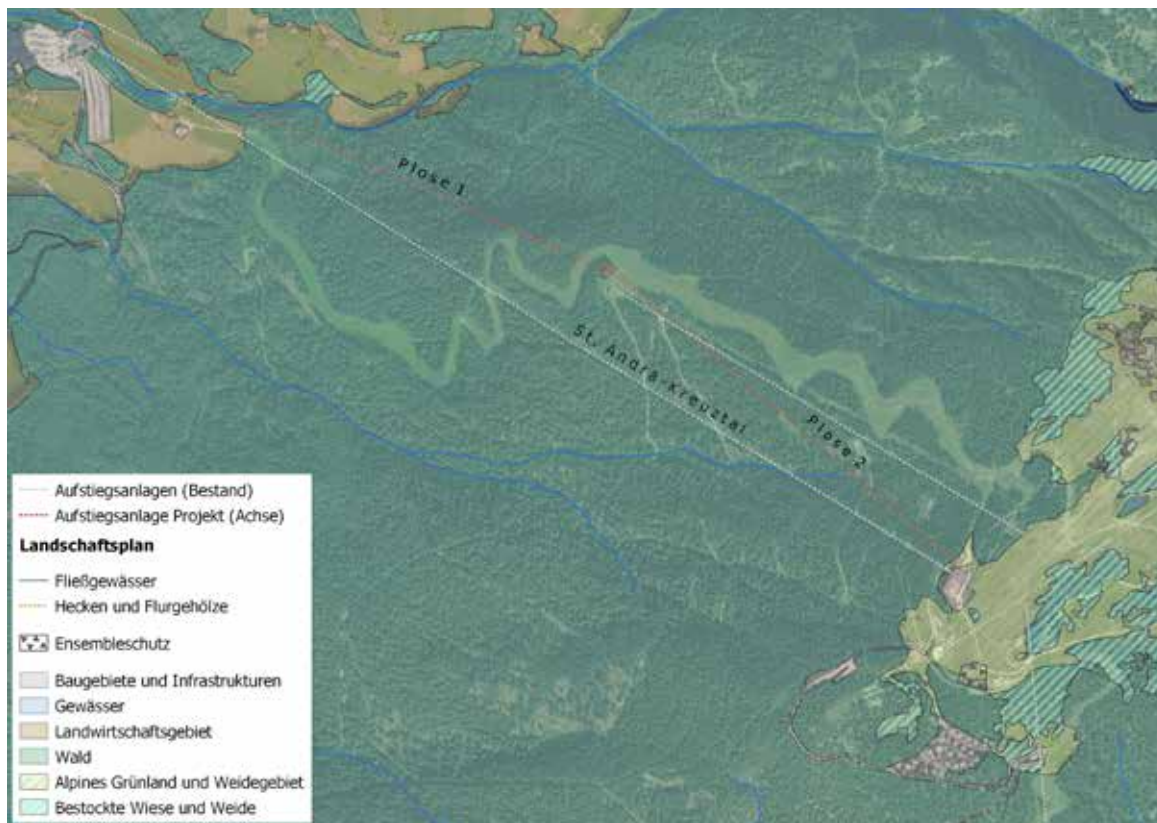 Plose 1
St. Andrä-Kreuztal
Plose 2
Aufstiegsanlagen (Bestand)
Aufstiegsanlage Projekt (Achse)
Landschaftsplan
Fließgewässer
Hecken und Flurgehölze
Ensembleschutz
Baugebiete und Infrastrukturen
Gewässer
Landwirtschaftsgebiet
Wald
Alpines Grünland und Weidegebiet
Bestockte Wiese und Weide